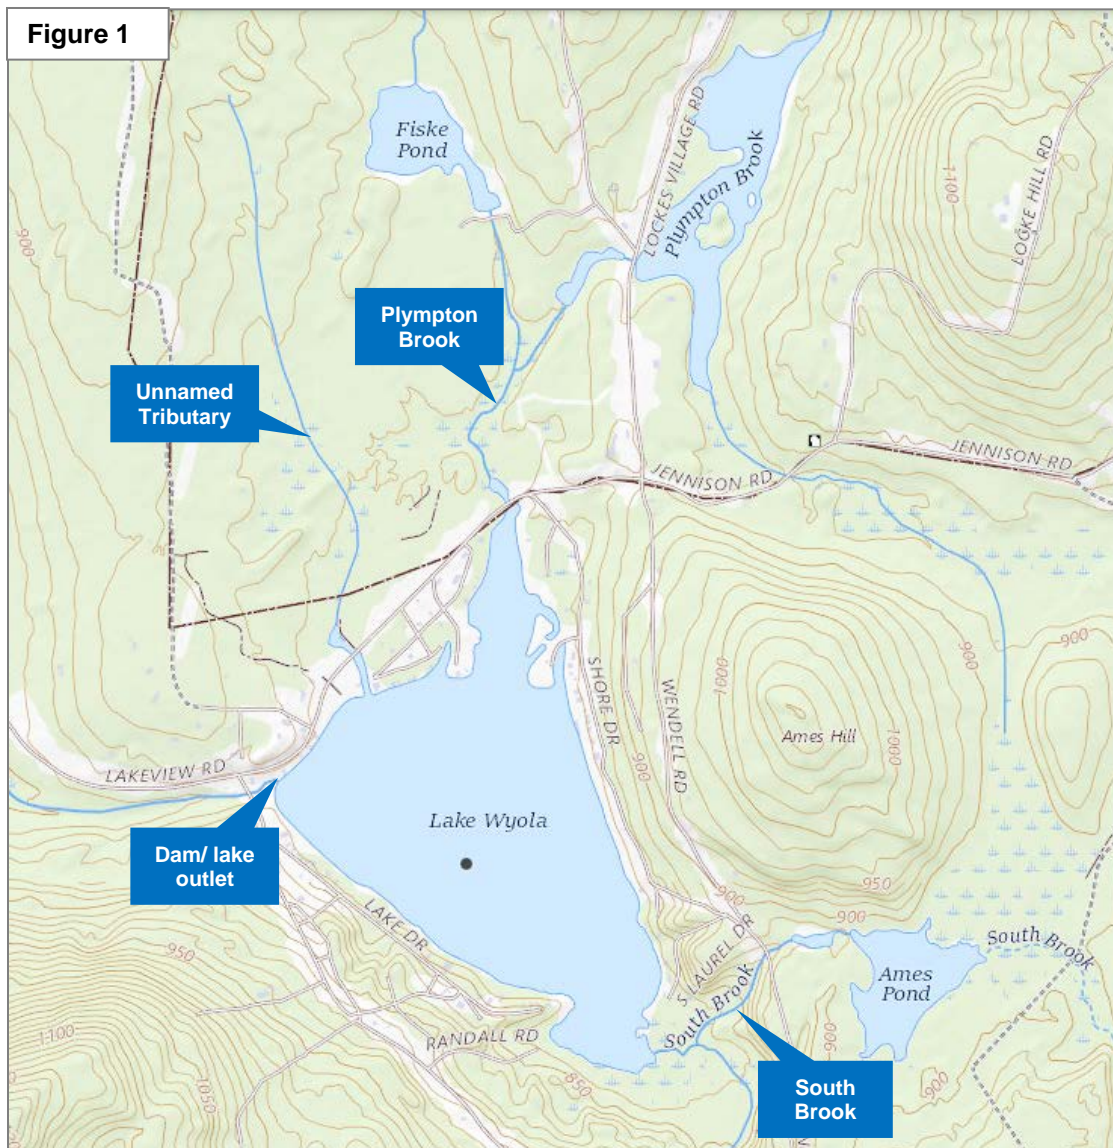 Figure 1
Fiske
Pond
LOCKES VILLAGE RD
Plympton Brook
1100
LOCKE HILL RD
900
Plympton
Brook
Unnamed
Tributary
JENNISON RD
JENNISON RD
900
900
SHORE DR
WENDELL RD
1000
Ames Hill
1000
LAKEVIEW RD
900
Lake Wyola
Dam/ lake
outlet
950
900
900
LAKE DR
S LAUREL DR
South Brook
950
Ames
Pond
South Brook
1100
RANDALL RD
850
900
900
1050
South
Brook